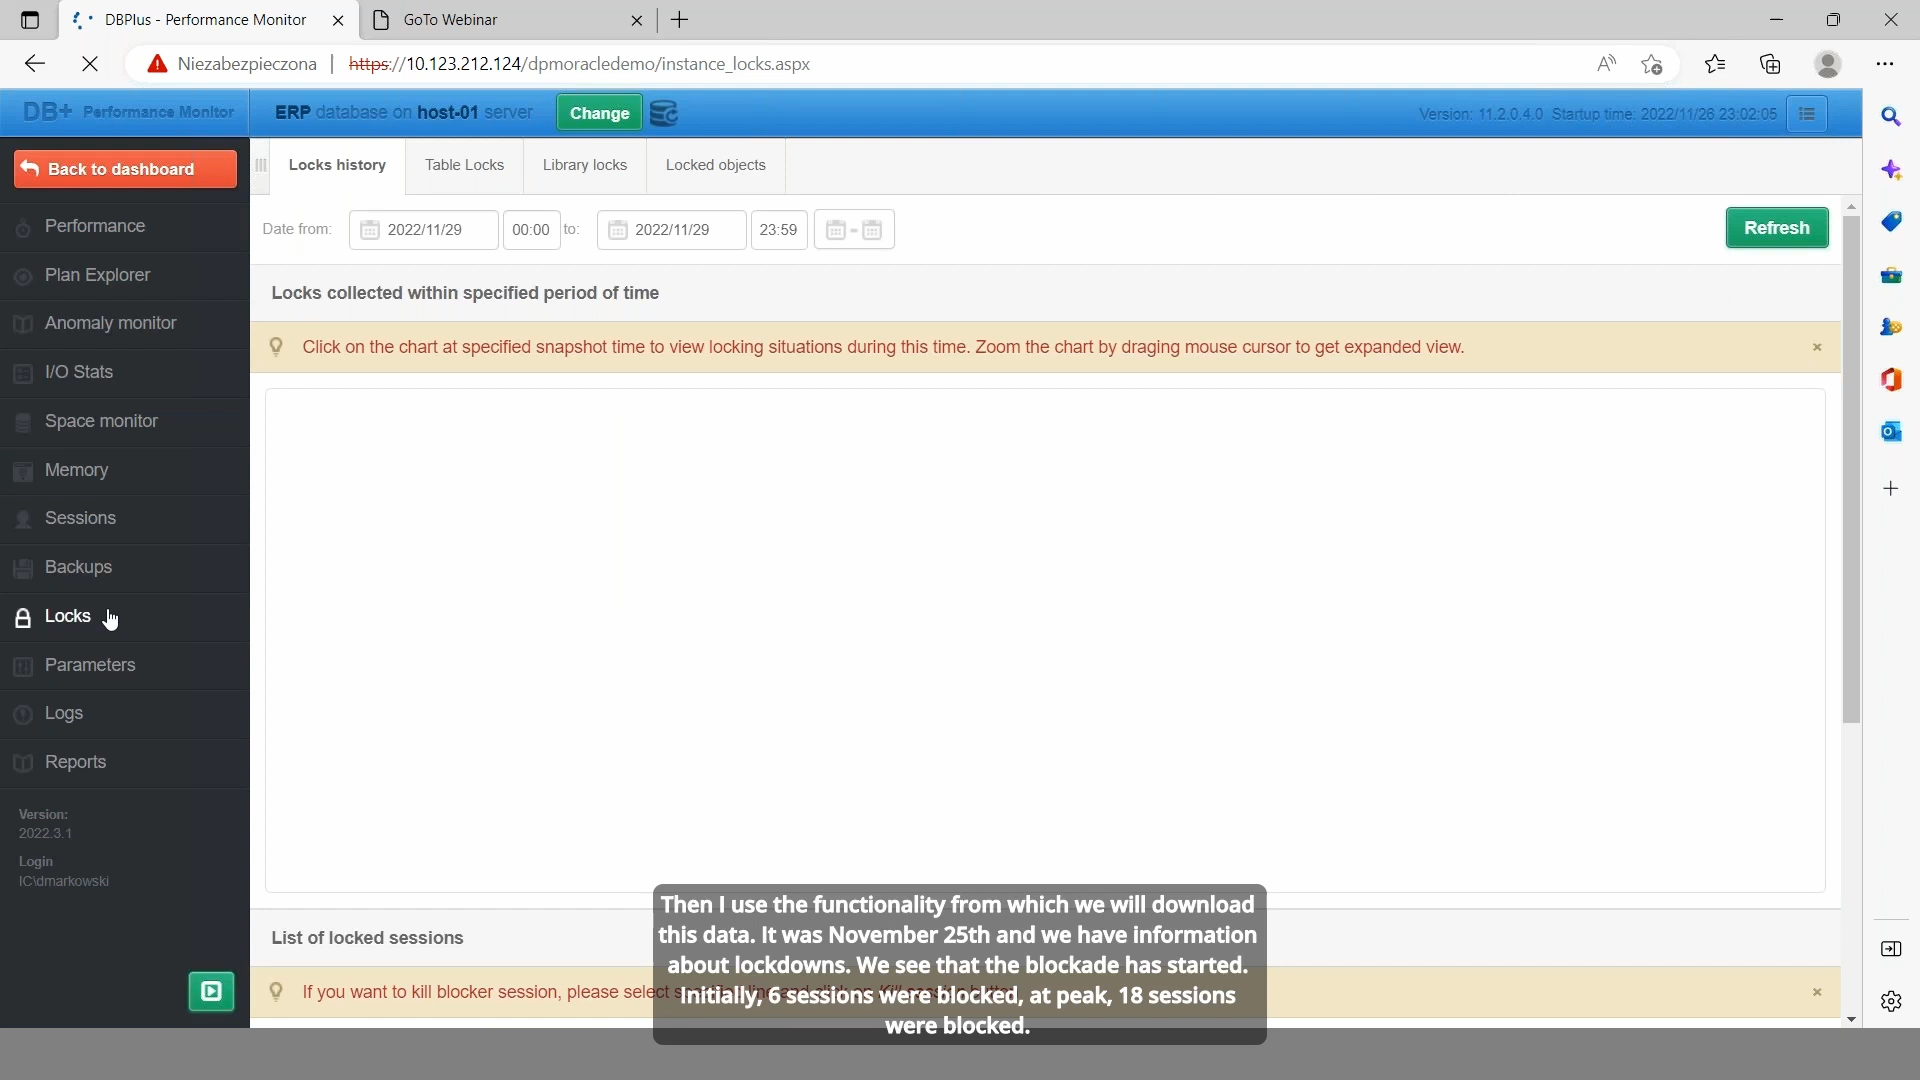 DBPlus - Performance Monitor
GoTo Webinar
Niezabezpieczona
https://10.123.212.124/dpmoracledemo/instance_locks.aspx
DB+ Performance Monitor
ERP database on host-01 server
Change
Version: 11.2.0.4.0 Startup time: 2022/11/26 23:02:05
Back to dashboard
Locks history
Table Locks
Library locks
Locked objects
Performance
Date from:
2022/11/29
00:00
to:
2022/11/29
23:59
Refresh
Plan Explorer
Locks collected within specified period of time
Anomaly monitor
Click on the chart at specified snapshot time to view locking situations during this time. Zoom the chart by draging mouse cursor to get expanded view.
I/O Stats
Space monitor
Memory
Sessions
Backups
Locks
Parameters
Logs
Reports
Version:
2022.3.1
Login
IC\dmarkowski
List of locked sessions
If you want to kill blocker session, please select
Then I use the functionality from which we will download
this data. It was November 25th and we have information
about lockdowns. We see that the blockade has started.
Initially, 6 sessions were blocked, at peak, 18 sessions
were blocked.